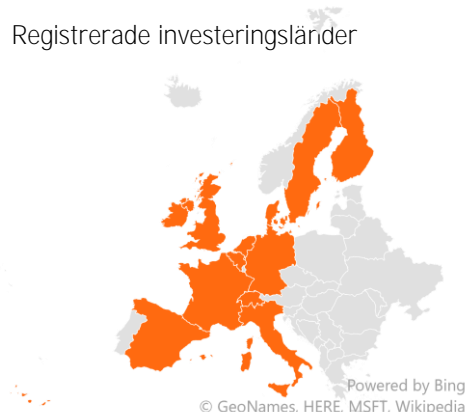 Registrerade investeringsländer
Powered by Bing
© GeoNames, HERE, MSFT, Wikipedia